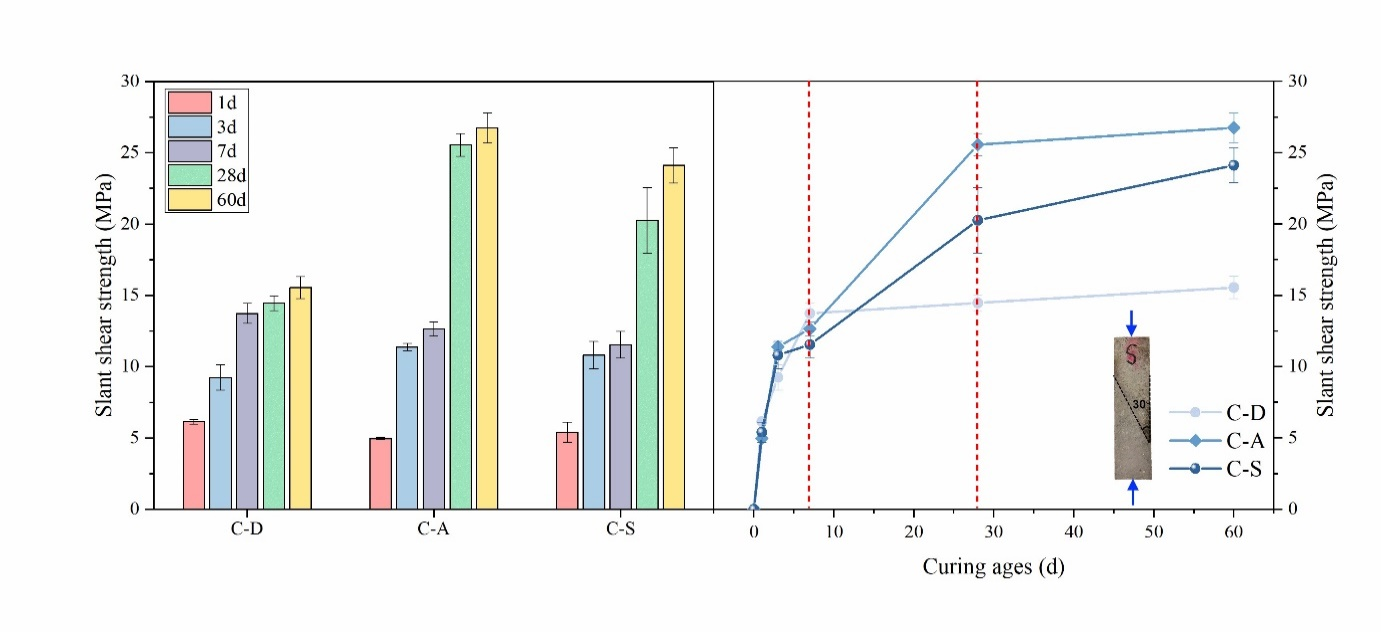 Slant shear strength (MPa)
30
25
20
15
10
5
0
1d
3d
7d
28d
60d
C-D
C-A
C-S
30
25
20
15
10
5
0
Slant shear strength (MPa)
0
10
20
30
40
50
60
Curing ages (d)
S
30°
C-D
C-A
C-S